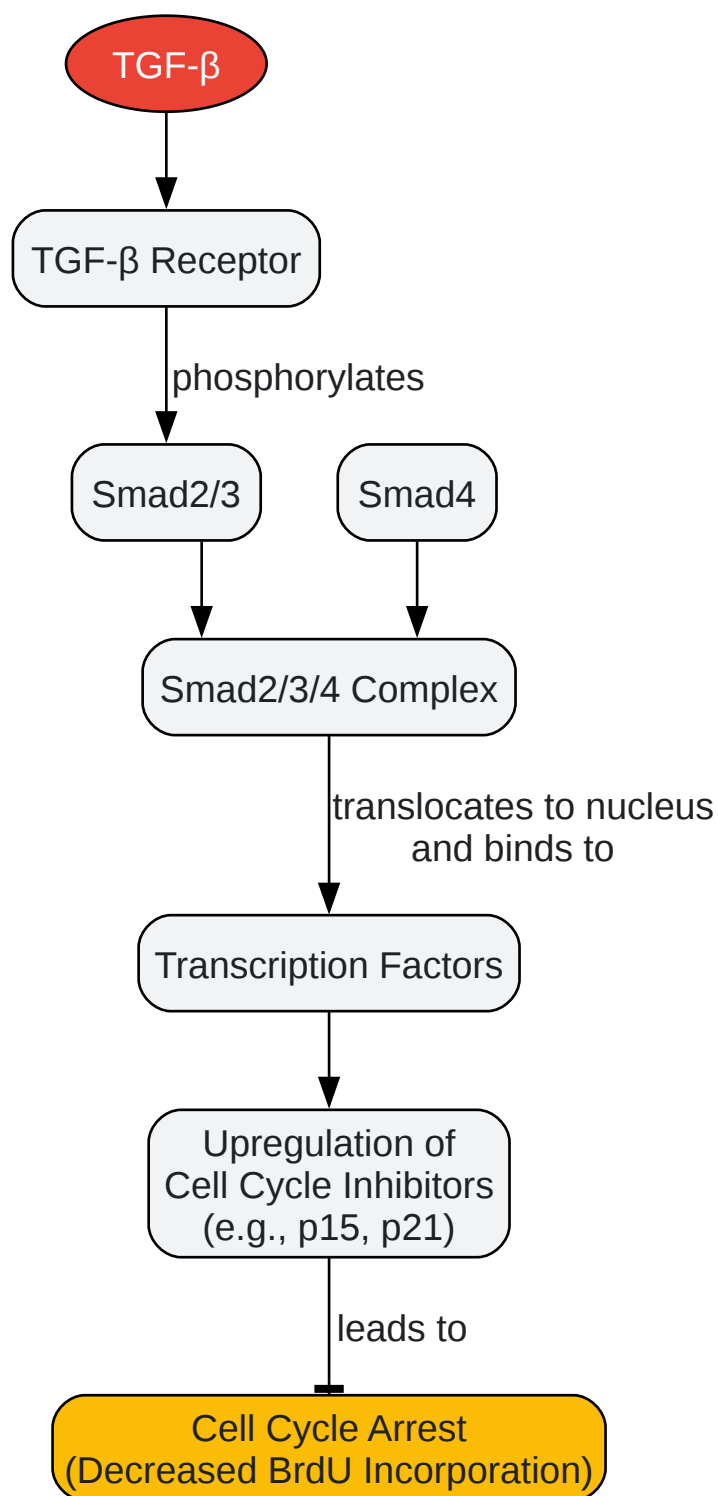 TGF-β
TGF-β Receptor
phosphorylates
Smad2/3
Smad4
Smad2/3/4 Complex
translocates to nucleus
and binds to
Transcription Factors
Upregulation of
Cell Cycle Inhibitors
(e.g., p15, p21)
leads to
Cell Cycle Arrest
(Decreased BrdU Incorporation)